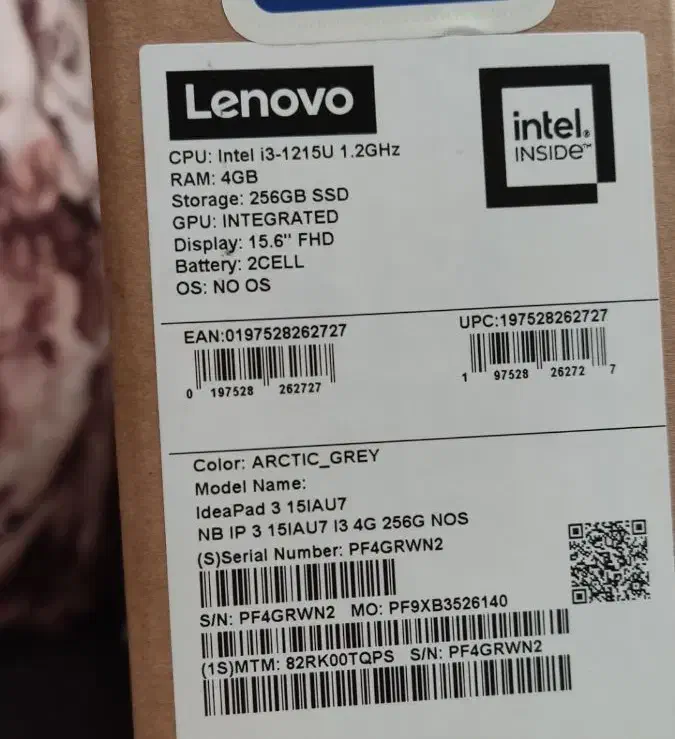 Lenovo
intel.
INSIDE™
CPU: Intel i3-1215U 1.2GHz
RAM: 4GB
Storage: 256GB SSD
GPU: INTEGRATED
Display: 15.6" FHD
Battery: 2CELL
OS: NO OS
EAN:0197528262727
0 197528 262727
UPC:197528262727
1 97528 26272 7
Color: ARCTIC_GREY
Model Name:
IdeaPad 3 15IAU7
NB IP 3 15IAU7 I3 4G 256G NOS
(S)Serial Number: PF4GRWN2
S/N: PF4GRWN2 MO: PF9XB3526140
(1S)MTM: 82RK00TQPS S/N: PF4GRWN2